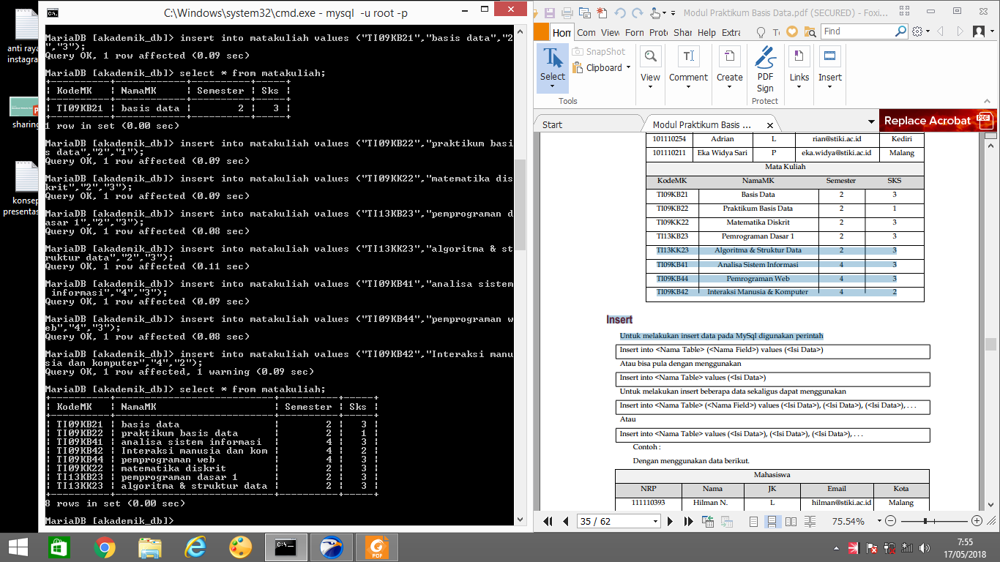 anti raya
instagra
sharing
konsep
presentas
C:\Windows\system32\cmd.exe - mysql  -u root -p
MariaDB [akademik_db]> insert into matakuliah values ("TI09KB21","basis data","2
","3");
Query OK, 1 row affected (0.09 sec)
MariaDB [akademik_db]> select * from matakuliah;
| KodeMK | NamaMK | Semester | Sks |
| TI09KB21 | basis data | 2 | 3 |
1 row in set (0.00 sec)
MariaDB [akademik_db]> insert into matakuliah values ("TI09KB22","praktikum basi
s data","2","1");
Query OK, 1 row affected (0.09 sec)
MariaDB [akademik_db]> insert into matakuliah values ("TI09KK22","matematika dis
krit","2","3");
Query OK, 1 row affected (0.09 sec)
MariaDB [akademik_db]> insert into matakuliah values ("TI13KB23","pemprograman d
asar 1","2","3");
Query OK, 1 row affected (0.08 sec)
MariaDB [akademik_db]> insert into matakuliah values ("TI13KK23","algoritma & st
ruktur data","2","3");
Query OK, 1 row affected (0.11 sec)
MariaDB [akademik_db]> insert into matakuliah values ("TI09KB41","analisa sistem
 informasi","4","3");
Query OK, 1 row affected (0.09 sec)
MariaDB [akademik_db]> insert into matakuliah values ("TI09KB44","pemprograman w
eb","4","3");
Query OK, 1 row affected (0.08 sec)
MariaDB [akademik_db]> insert into matakuliah values ("TI09KB42","Interaksi manu
sia dan komputer","4","2");
Query OK, 1 row affected, 1 warning (0.09 sec)
MariaDB [akademik_db]> select * from matakuliah;
| KodeMK | NamaMK | Semester | Sks |
| TI09KB21 | basis data | 2 | 3 |
| TI09KB22 | praktikum basis data | 2 | 1 |
| TI09KB41 | analisa sistem informasi | 4 | 3 |
| TI09KB42 | Interaksi manusia dan kom | 4 | 2 |
| TI09KB44 | pemprograman web | 4 | 3 |
| TI09KK22 | matematika diskrit | 2 | 3 |
| TI13KB23 | pemprograman dasar 1 | 2 | 3 |
| TI13KK23 | algoritma & struktur data | 2 | 3 |
8 rows in set (0.00 sec)
MariaDB [akademik_db]>
Modul Praktikum Basis Data.pdf (SECURED) - Foxi...
Hom Com View Forn Prote Shar Help Extra Te Find
Select SnapShot Clipboard View Comment Create PDF Sign Links Insert
Tools Protect
Start Modul Praktikum Basis ... Replace Acrobat PDF
101110254 Adrian L rian@stiki.ac.id Kediri
101110211 Eka Widya Sari P eka.widya@stiki.ac.id Malang
Mata Kuliah
KodeMK NamaMK Semester SKS
TI09KB21 Basis Data 2 3
TI09KB22 Praktikum Basis Data 2 1
TI09KK22 Matematika Diskrit 2 3
TI13KB23 Pemrograman Dasar 1 2 3
TI13KK23 Algoritma & Struktur Data 2 3
TI09KB41 Analisa Sistem Informasi 4 3
TI09KB44 Pemrograman Web 4 3
TI09KB42 Interaksi Manusia & Komputer 4 2
Insert
Untuk melakukan insert data pada MySql digunakan perintah
Insert into <Nama Table> (<Nama Field>) values (<Isi Data>)
Atau bisa pula dengan menggunakan
Insert into <Nama Table> values (<Isi Data>)
Untuk melakukan insert beberapa data sekaligus dapat menggunakan
Insert into <Nama Table> (<Nama Field>) values (<Isi Data>), (<Isi Data>), (<Isi Data>), . . .
Atau
Insert into <Nama Table> values (<Isi Data>), (<Isi Data>), (<Isi Data>), . . .
Contoh :
Dengan menggunakan data berikut.
Mahasiswa
NRP Nama JK Email Kota
111110393 Hilman N. L hilman@stiki.ac.id Malang
35 / 62 75.54%
PDF
7:55
17/05/2018